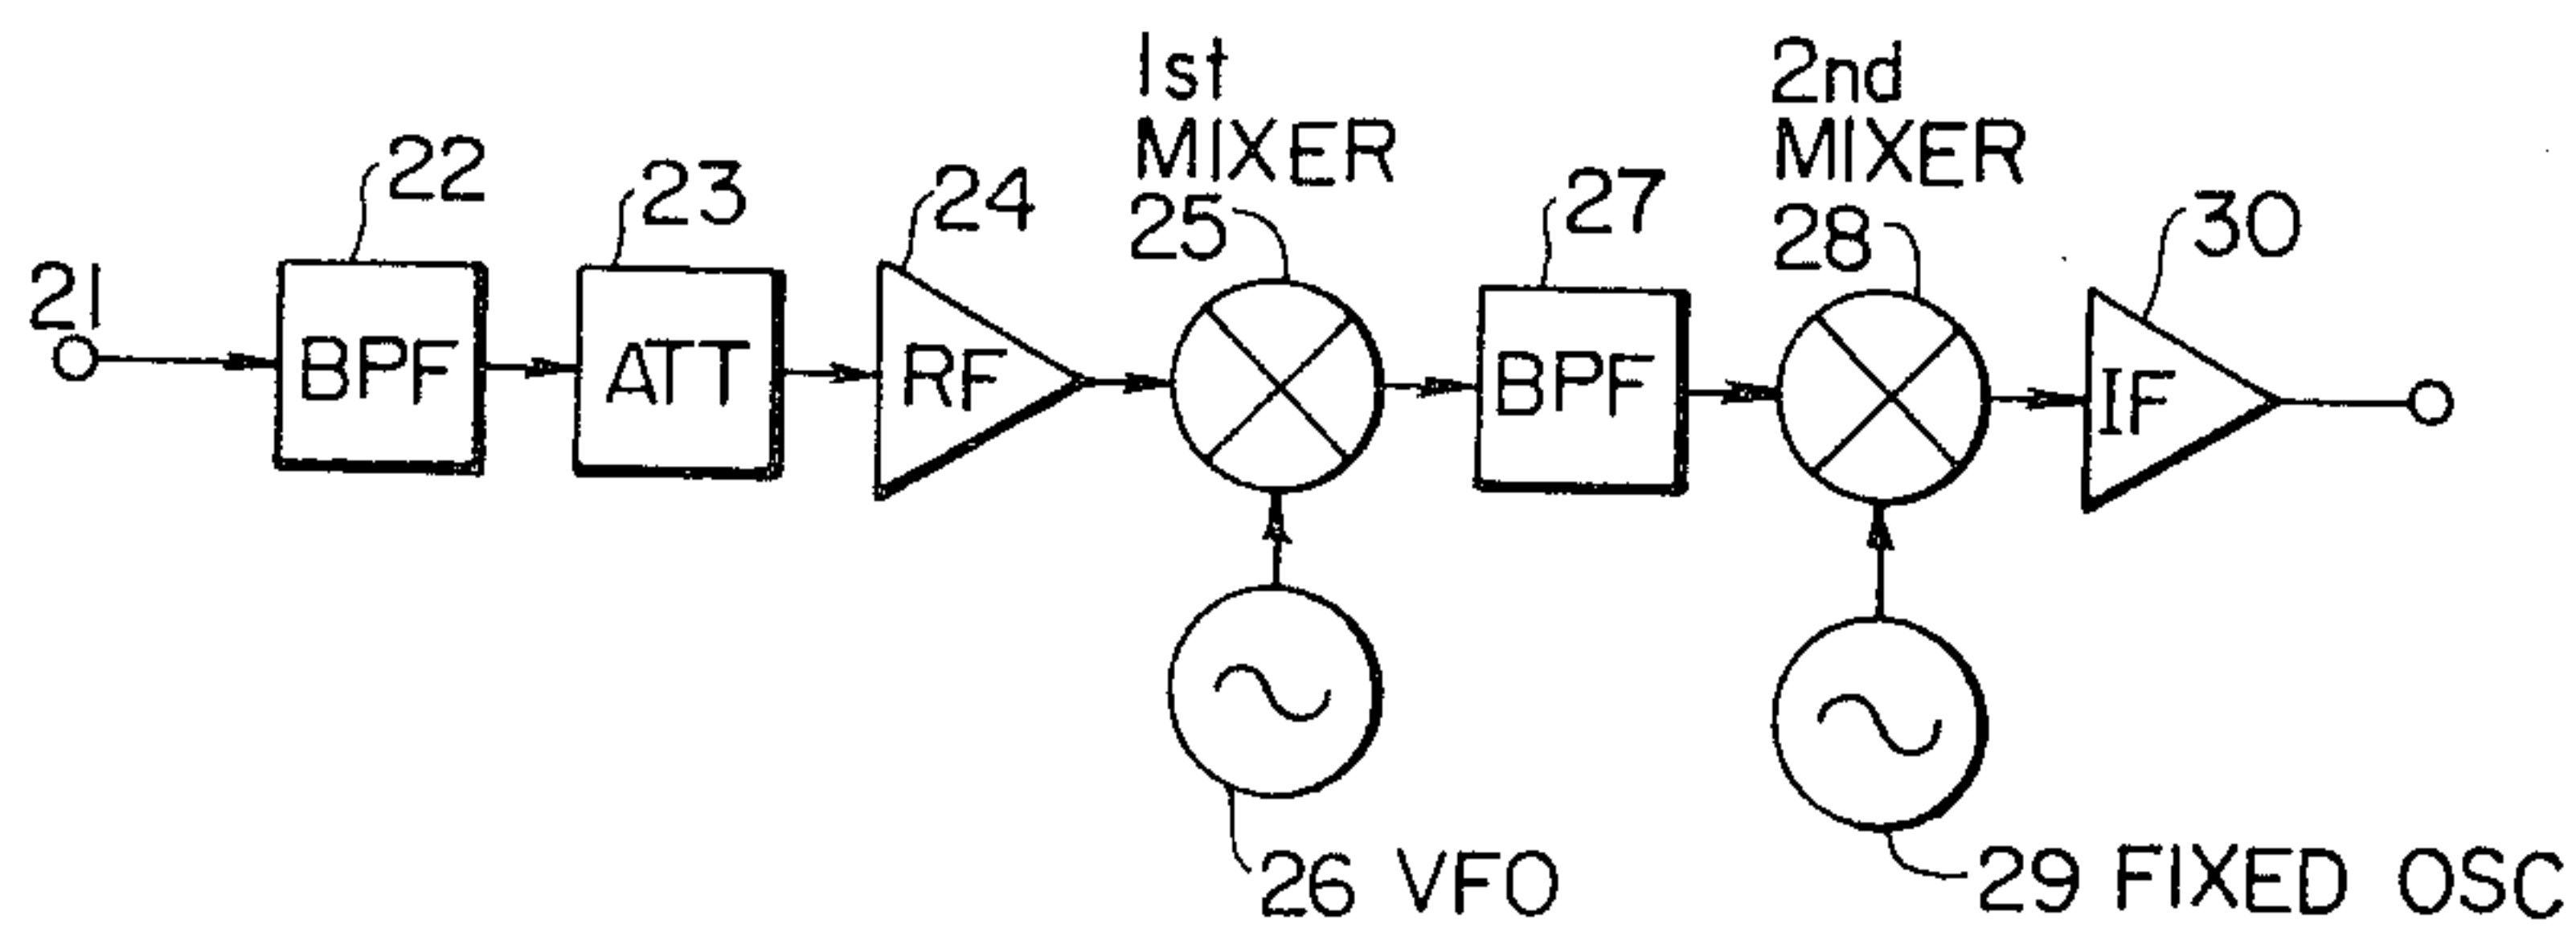 21
22
BPF
23
ATT
24
RF
1st
MIXER
25
26 VFO
27
BPF
2nd
MIXER
28
29 FIXED OSC
30
IF